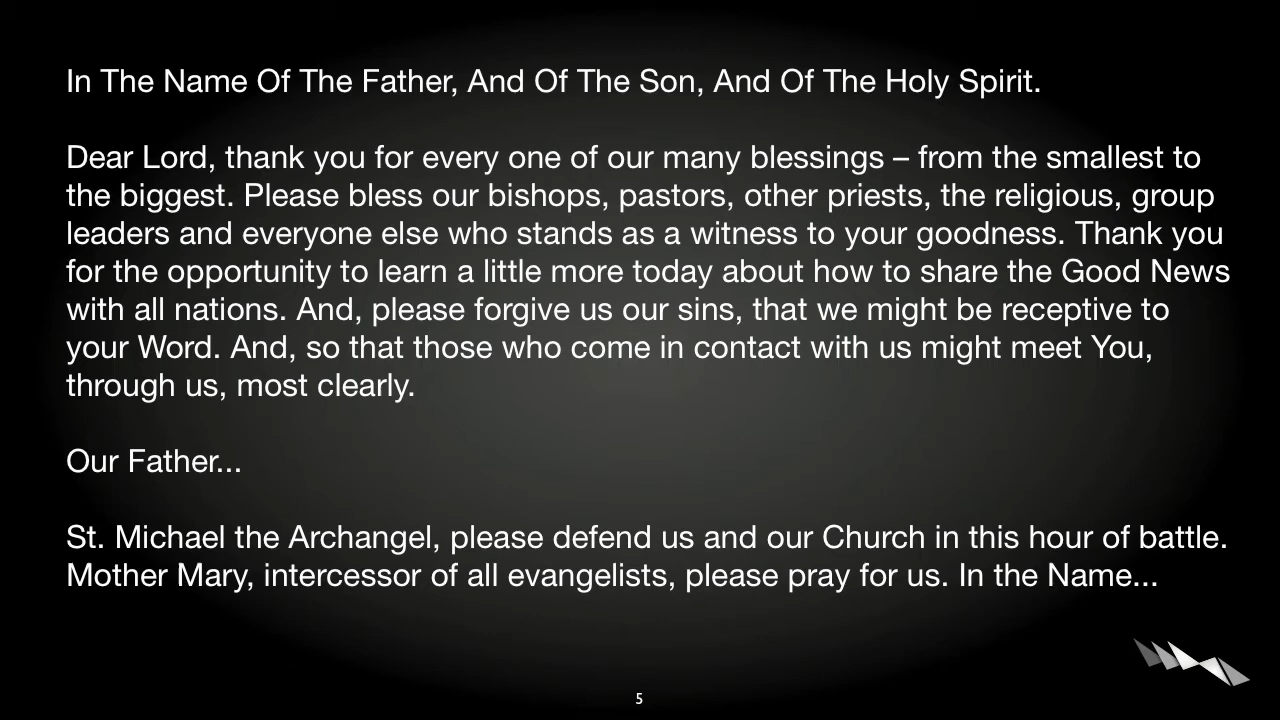 In The Name Of The Father, And Of The Son, And Of The Holy Spirit.
Dear Lord, thank you for every one of our many blessings – from the smallest to
the biggest. Please bless our bishops, pastors, other priests, the religious, group
leaders and everyone else who stands as a witness to your goodness. Thank you
for the opportunity to learn a little more today about how to share the Good News
with all nations. And, please forgive us our sins, that we might be receptive to
your Word. And, so that those who come in contact with us might meet You,
through us, most clearly.
Our Father...
St. Michael the Archangel, please defend us and our Church in this hour of battle.
Mother Mary, intercessor of all evangelists, please pray for us. In the Name...
5